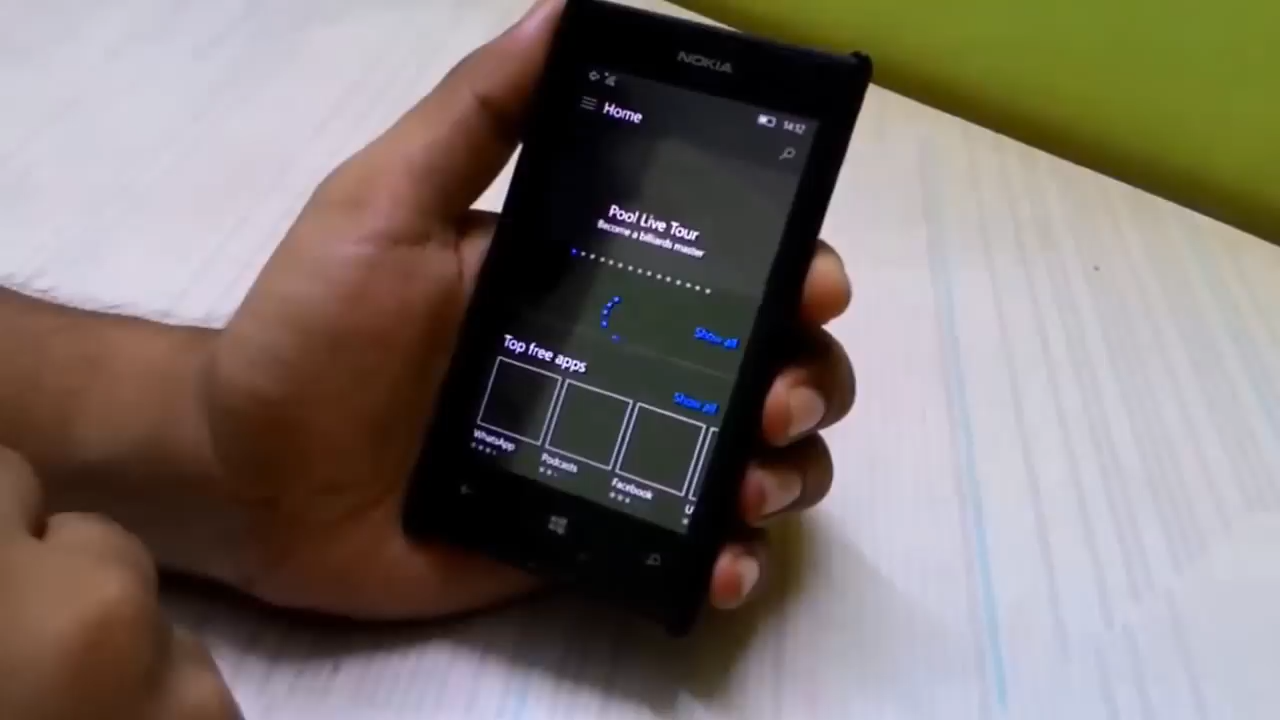 NOKIA
14:12
Home
Pool Live Tour
Become a billiards master
Show all
Top free apps
Show all
WhatsApp
Podcasts
Facebook
U